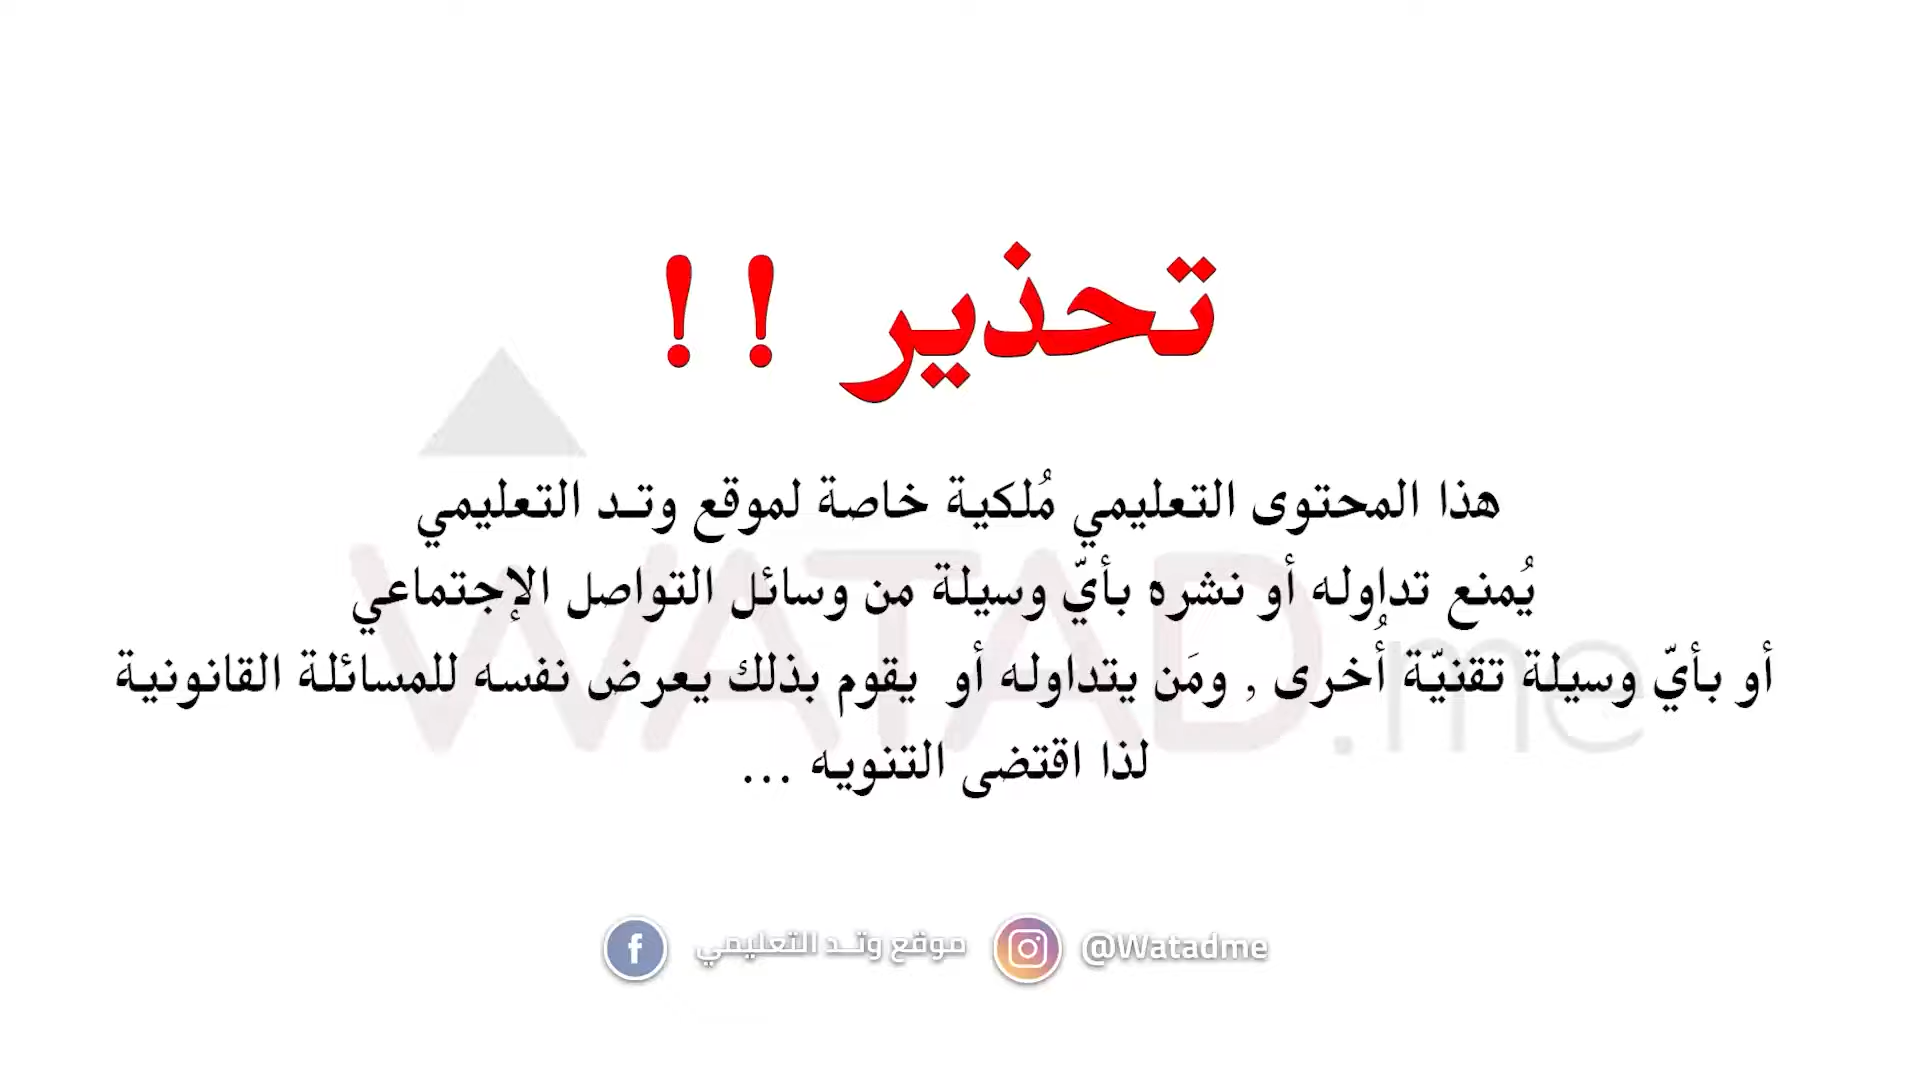 تحذير ! !
هذا المحتوى التعليمي مُلكية خاصة لموقع وتـد التعليمي
يُمنع تداوله أو نشره بأيّ وسيلة من وسائل التواصل الإجتماعي
أو بأيّ وسيلة تقنيّة أُخرى , ومَن يتداوله أو يقوم بذلك يعرض نفسه للمسائلة القانونية
لذا اقتضى التنويه ...
WATAD.me
موقع وتـد التعليمي @Watadme